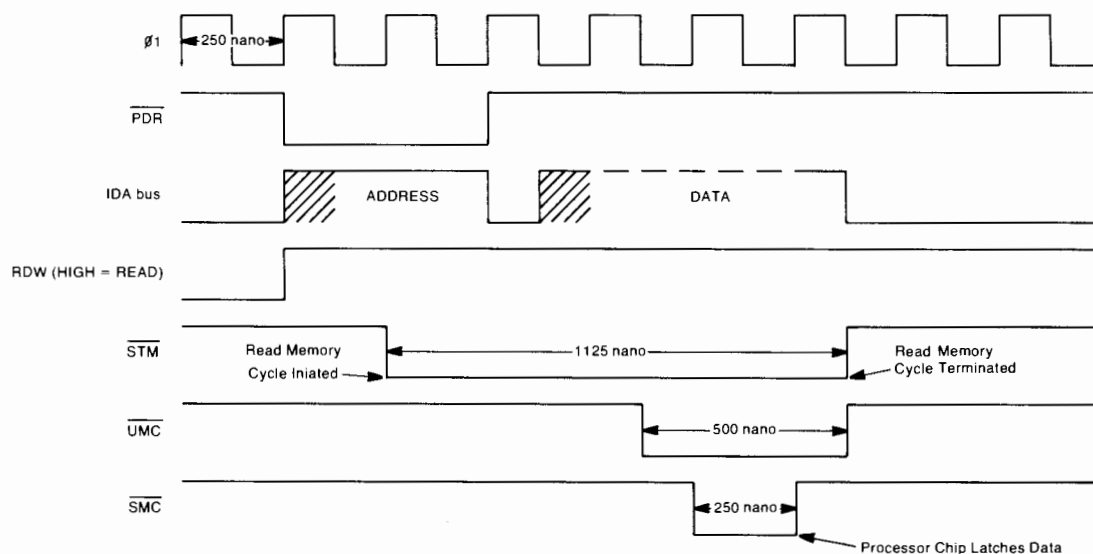 Ø1
250 nano
PDR
IDA bus
ADDRESS
DATA
RDW (HIGH = READ)
STM
Read Memory
Cycle Iniated
1125 nano
Read Memory
Cycle Terminated
UMC
500 nano
SMC
250 nano
Processor Chip Latches Data